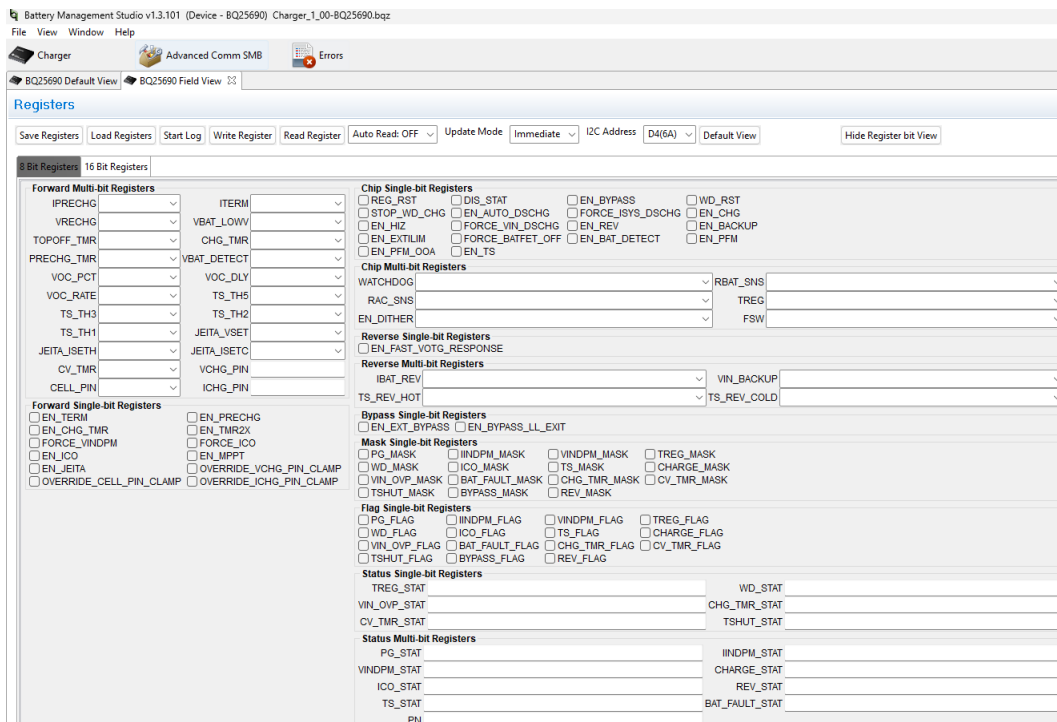 Battery Management Studio v1.3.101 (Device - BQ25690) Charger_1_00-BQ25690.bqz
File View Window Help
Charger Advanced Comm SMB Errors
BQ25690 Default View BQ25690 Field View
Registers
Save Registers Load Registers Start Log Write Register Read Register Auto Read: OFF Update Mode Immediate I2C Address D4(6A) Default View Hide Register bit View
8 Bit Registers 16 Bit Registers
Forward Multi-bit Registers
IPRECHG ITERM
VRECHG VBAT_LOWV
TOPOFF_TMR CHG_TMR
PRECHG_TMR VBAT_DETECT
VOC_PCT VOC_DLY
VOC_RATE TS_TH5
TS_TH3 TS_TH2
TS_TH1 JEITA_VSET
JEITA_ISETH JEITA_ISETC
CV_TMR VCHG_PIN
CELL_PIN ICHG_PIN
Forward Single-bit Registers
EN_TERM EN_PRECHG
EN_CHG_TMR EN_TMR2X
FORCE_VINDPM FORCE_ICO
EN_ICO EN_MPPT
EN_JEITA OVERRIDE_VCHG_PIN_CLAMP
OVERRIDE_CELL_PIN_CLAMP OVERRIDE_ICHG_PIN_CLAMP
Chip Single-bit Registers
REG_RST DIS_STAT EN_BYPASS WD_RST
STOP_WD_CHG EN_AUTO_DSCHG FORCE_ISYS_DSCHG EN_CHG
EN_HIZ FORCE_VIN_DSCHG EN_REV EN_BACKUP
EN_EXTILIM FORCE_BATFET_OFF EN_BAT_DETECT EN_PFM
EN_PFM_OOA EN_TS
Chip Multi-bit Registers
WATCHDOG RBAT_SNS
RAC_SNS TREG
EN_DITHER FSW
Reverse Single-bit Registers
EN_FAST_VOTG_RESPONSE
Reverse Multi-bit Registers
IBAT_REV VIN_BACKUP
TS_REV_HOT TS_REV_COLD
Bypass Single-bit Registers
EN_EXT_BYPASS EN_BYPASS_LL_EXIT
Mask Single-bit Registers
PG_MASK IINDPM_MASK VINDPM_MASK TREG_MASK
WD_MASK ICO_MASK TS_MASK CHARGE_MASK
VIN_OVP_MASK BAT_FAULT_MASK CHG_TMR_MASK CV_TMR_MASK
TSHUT_MASK BYPASS_MASK REV_MASK
Flag Single-bit Registers
PG_FLAG IINDPM_FLAG VINDPM_FLAG TREG_FLAG
WD_FLAG ICO_FLAG TS_FLAG CHARGE_FLAG
VIN_OVP_FLAG BAT_FAULT_FLAG CHG_TMR_FLAG CV_TMR_FLAG
TSHUT_FLAG BYPASS_FLAG REV_FLAG
Status Single-bit Registers
TREG_STAT WD_STAT
VIN_OVP_STAT CHG_TMR_STAT
CV_TMR_STAT TSHUT_STAT
Status Multi-bit Registers
PG_STAT IINDPM_STAT
VINDPM_STAT CHARGE_STAT
ICO_STAT REV_STAT
TS_STAT BAT_FAULT_STAT
PN